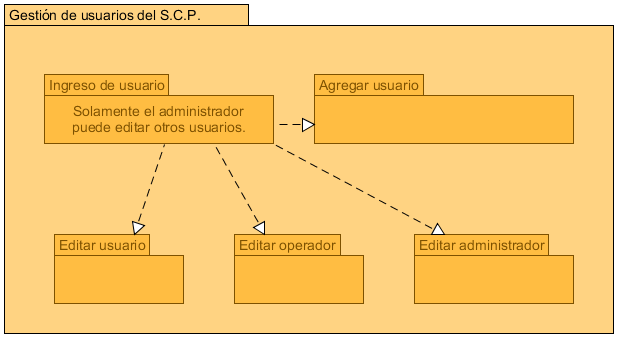 Gestión de usuarios del S.C.P.
Ingreso de usuario
Solamente el administrador
puede editar otros usuarios.
Agregar usuario
Editar usuario
Editar operador
Editar administrador